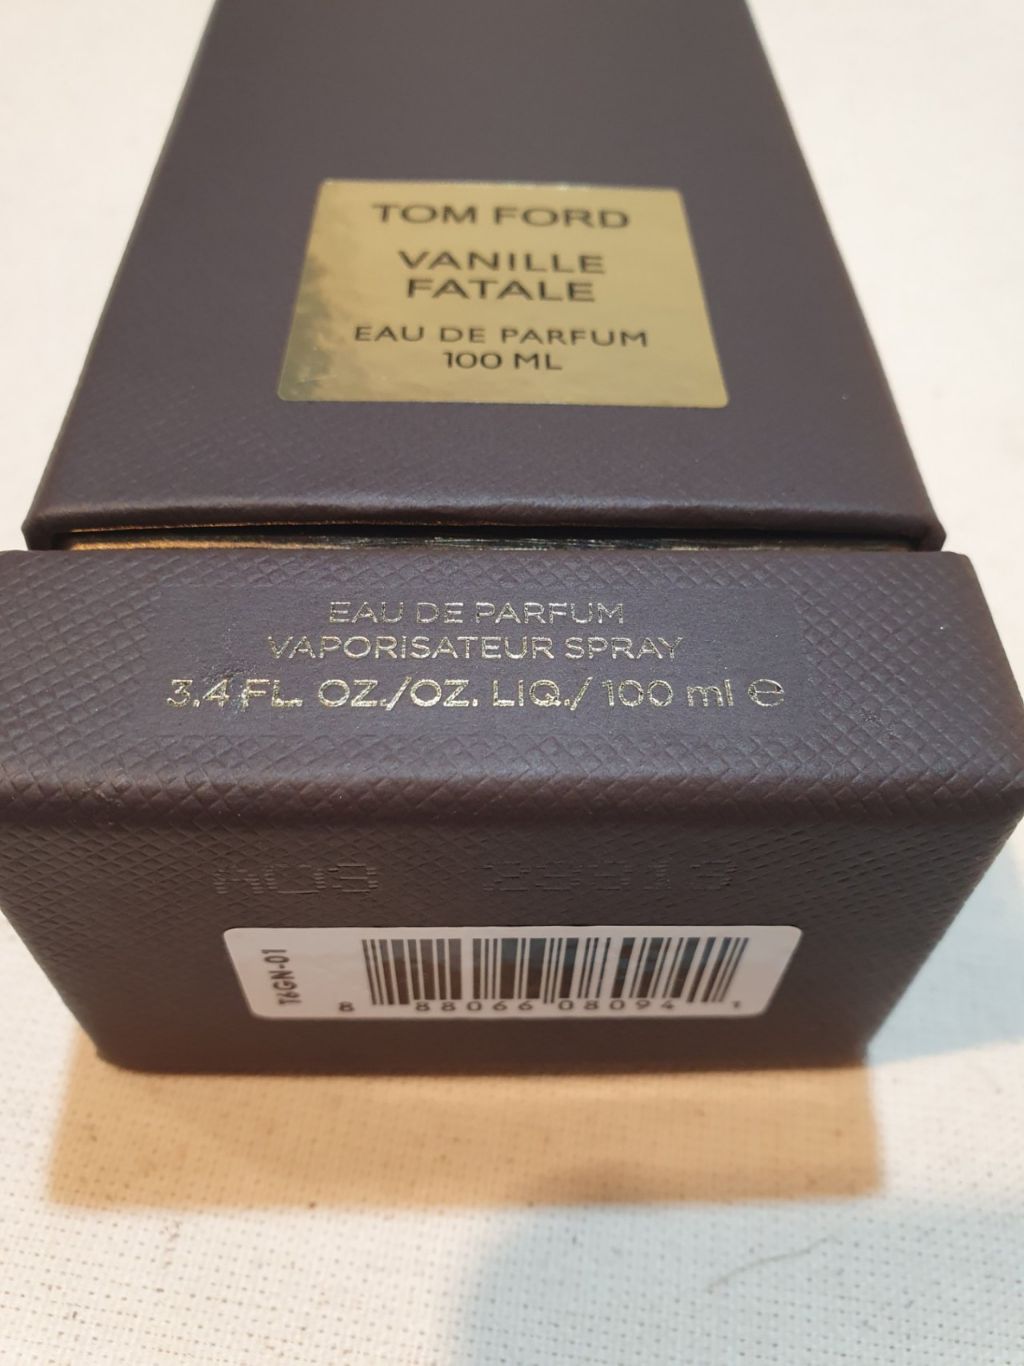 TOM FORD
VANILLE
FATALE
EAU DE PARFUM
100 ML
EAU DE PARFUM
VAPORISATEUR SPRAY
3.4 FL. OZ./OZ. LIQ./ 100 ml ℮
T6GN-01
8 88066 08094 1